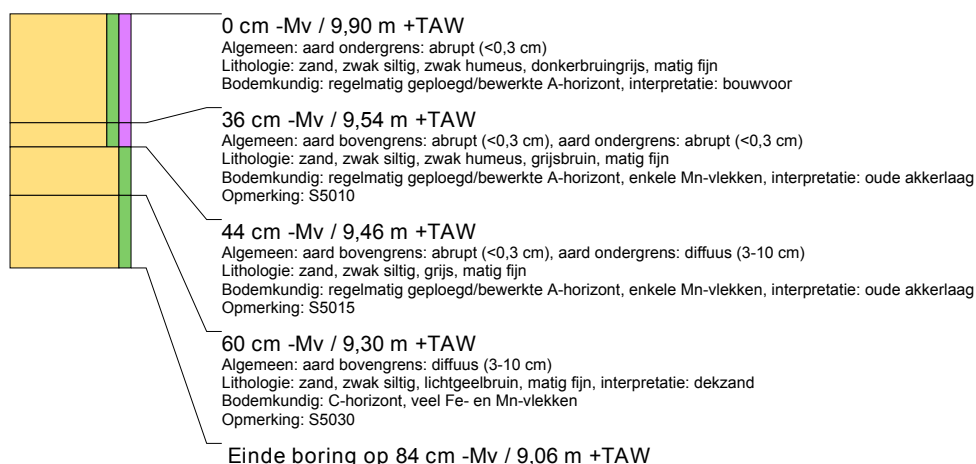 0 cm -Mv / 9,90 m +TAW
Algemeen: aard ondergrens: abrupt (<0,3 cm)
Lithologie: zand, zwak siltig, zwak humeus, donkerbruingrijs, matig fijn
Bodemkundig: regelmatig geploegd/bewerkte A-horizont, interpretatie: bouwvoor
36 cm -Mv / 9,54 m +TAW
Algemeen: aard bovengrens: abrupt (<0,3 cm), aard ondergrens: abrupt (<0,3 cm)
Lithologie: zand, zwak siltig, zwak humeus, grijsbruin, matig fijn
Bodemkundig: regelmatig geploegd/bewerkte A-horizont, enkele Mn-vlekken, interpretatie: oude akkerlaag
Opmerking: S5010
44 cm -Mv / 9,46 m +TAW
Algemeen: aard bovengrens: abrupt (<0,3 cm), aard ondergrens: diffuus (3-10 cm)
Lithologie: zand, zwak siltig, grijs, matig fijn
Bodemkundig: regelmatig geploegd/bewerkte A-horizont, enkele Mn-vlekken, interpretatie: oude akkerlaag
Opmerking: S5015
60 cm -Mv / 9,30 m +TAW
Algemeen: aard bovengrens: diffuus (3-10 cm)
Lithologie: zand, zwak siltig, lichtgeelbruin, matig fijn, interpretatie: dekzand
Bodemkundig: C-horizont, veel Fe- en Mn-vlekken
Opmerking: S5030
Einde boring op 84 cm -Mv / 9,06 m +TAW